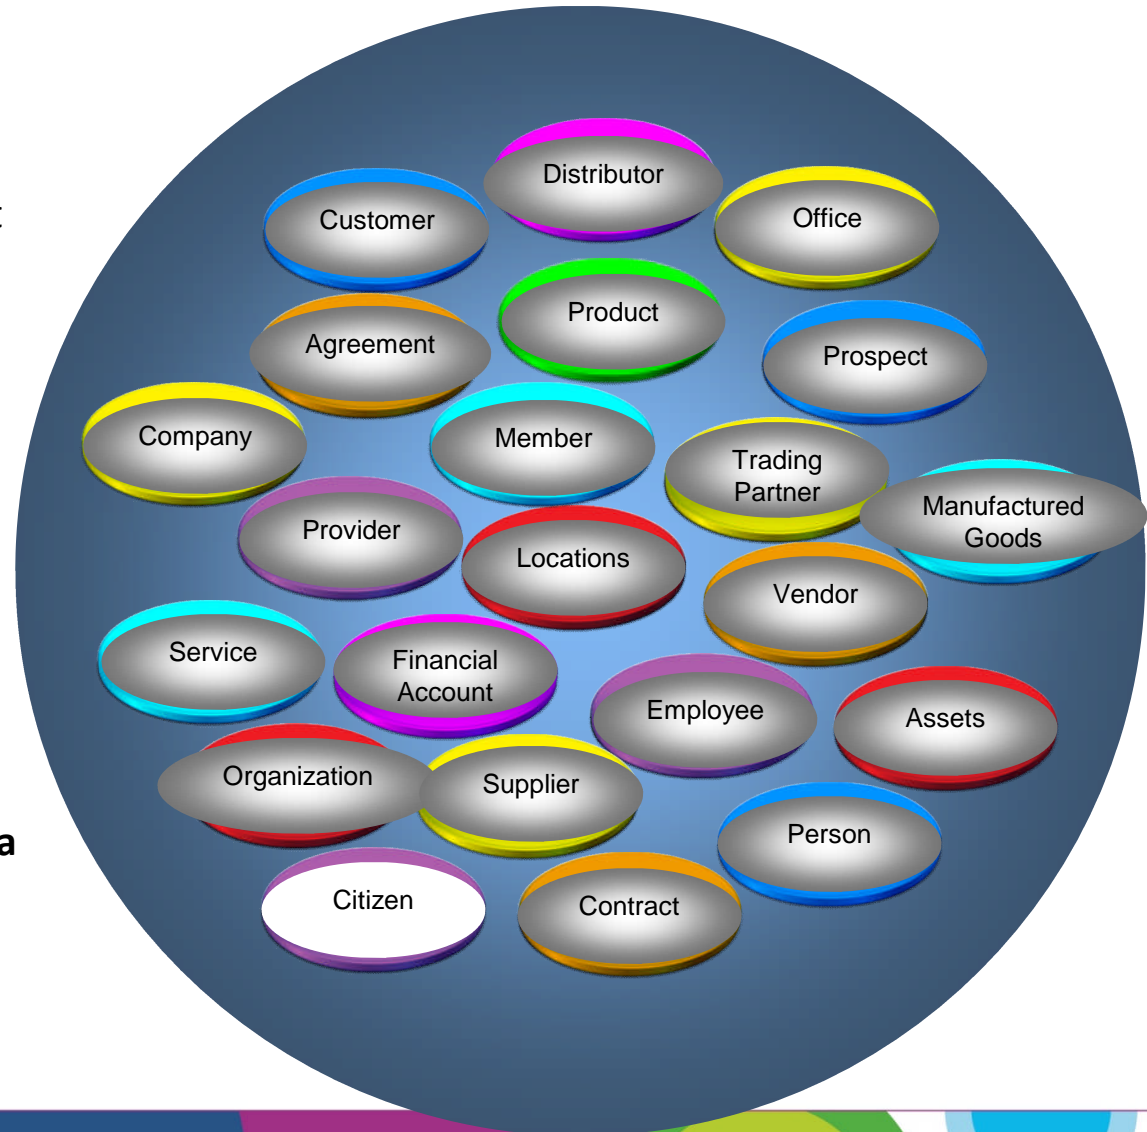 Distributor
Customer
Office
t
Product
Agreement
Prospect
Company
Member
Trading
Partner
Manufactured
Goods
Provider
Locations
Vendor
Service
Financial
Account
Employee
Assets
Organization
Supplier
Person
a
Citizen
Contract